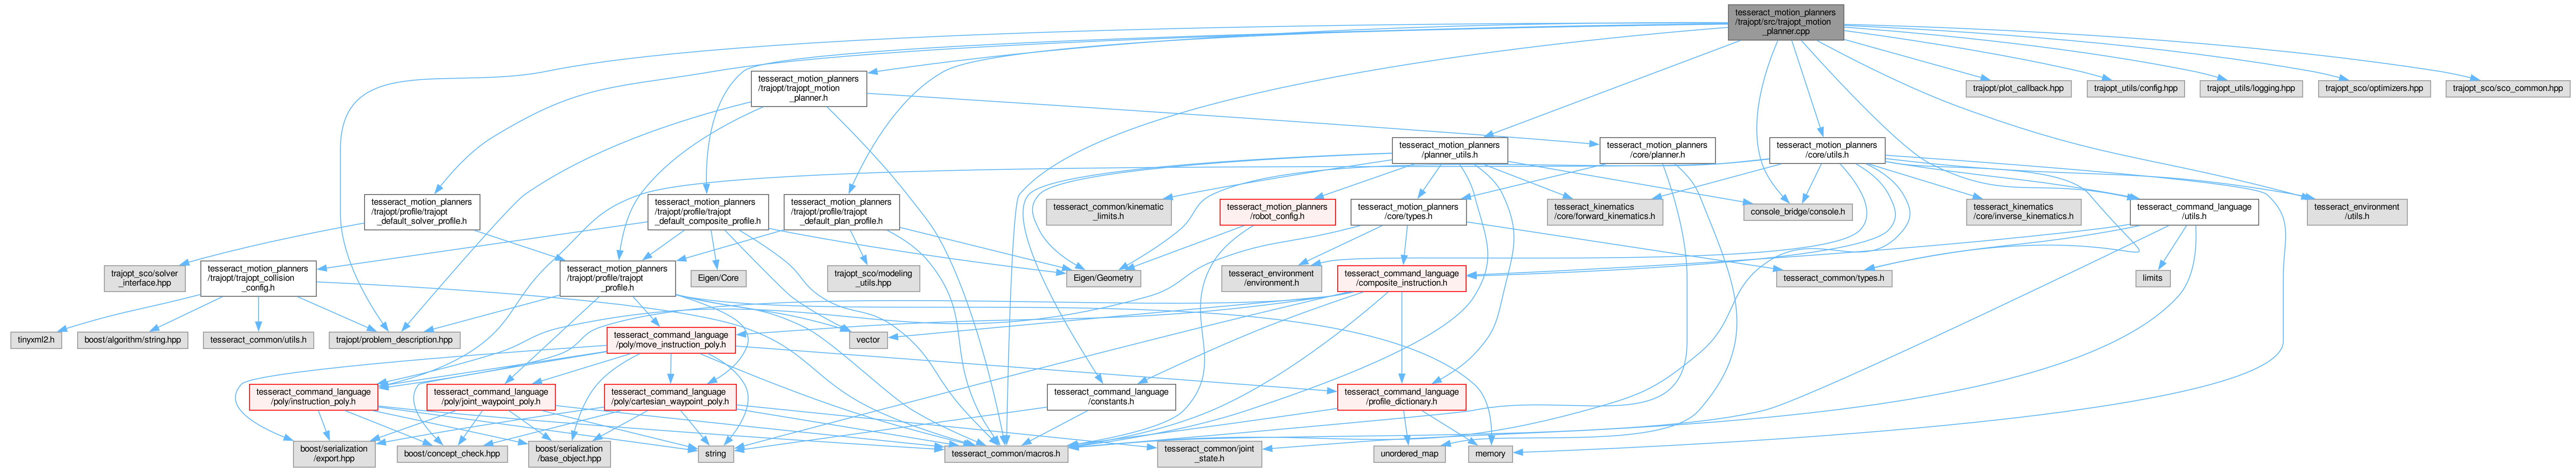 tesseract_motion_planners
/trajopt/src/trajopt_motion
_planner.cpp
tesseract_motion_planners
/trajopt/trajopt_motion
_planner.h
trajopt/plot_callback.hpp
trajopt_utils/config.hpp
trajopt_utils/logging.hpp
trajopt_sco/optimizers.hpp
trajopt_sco/sco_common.hpp
tesseract_motion_planners
/planner_utils.h
tesseract_motion_planners
/core/planner.h
tesseract_motion_planners
/core/utils.h
tesseract_motion_planners
/trajopt/profile/trajopt
_default_solver_profile.h
tesseract_motion_planners
/trajopt/profile/trajopt
_default_composite_profile.h
tesseract_motion_planners
/trajopt/profile/trajopt
_default_plan_profile.h
tesseract_common/kinematic
_limits.h
tesseract_motion_planners
/robot_config.h
tesseract_motion_planners
/core/types.h
tesseract_kinematics
/core/forward_kinematics.h
console_bridge/console.h
tesseract_kinematics
/core/inverse_kinematics.h
tesseract_command_language
/utils.h
tesseract_environment
/utils.h
trajopt_sco/solver
_interface.hpp
tesseract_motion_planners
/trajopt/trajopt_collision
_config.h
tesseract_motion_planners
/trajopt/profile/trajopt
_profile.h
Eigen/Core
trajopt_sco/modeling
_utils.hpp
Eigen/Geometry
tesseract_environment
/environment.h
tesseract_command_language
/composite_instruction.h
tesseract_common/types.h
limits
tinyxml2.h
boost/algorithm/string.hpp
tesseract_common/utils.h
trajopt/problem_description.hpp
tesseract_command_language
/poly/move_instruction_poly.h
vector
tesseract_command_language
/poly/instruction_poly.h
tesseract_command_language
/poly/joint_waypoint_poly.h
tesseract_command_language
/poly/cartesian_waypoint_poly.h
tesseract_command_language
/constants.h
tesseract_command_language
/profile_dictionary.h
boost/serialization
/export.hpp
boost/concept_check.hpp
boost/serialization
/base_object.hpp
string
tesseract_common/macros.h
tesseract_common/joint
_state.h
unordered_map
memory